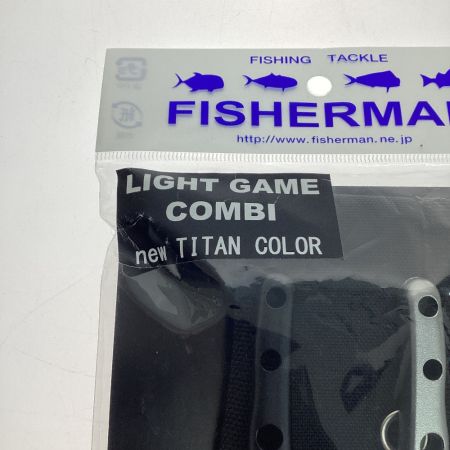 FISHING TACKLE
FISHERMAN
http://www.fisherman.ne.jp
LIGHT GAME
COMBI
new TITAN COLOR